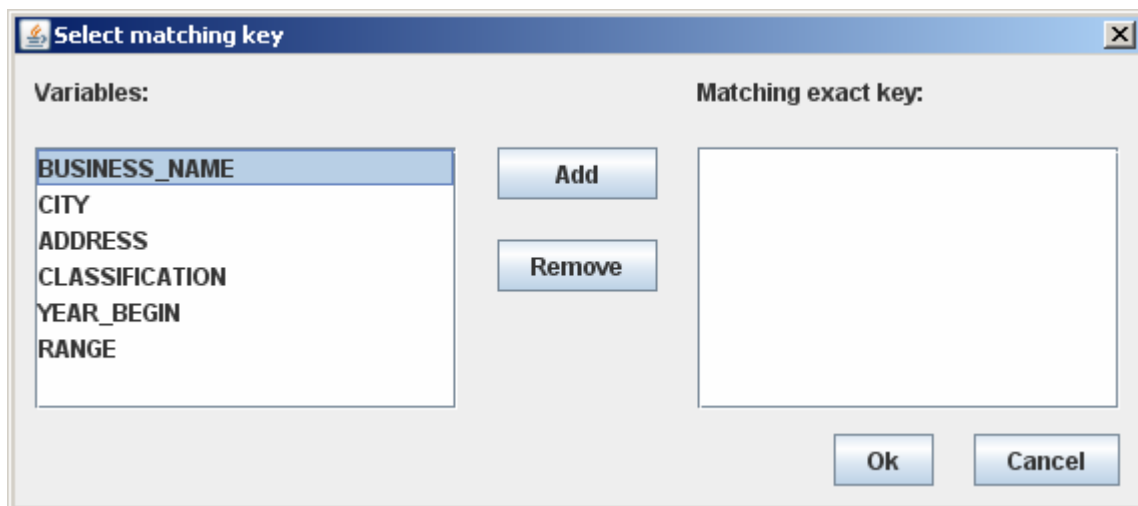 Select matching key
Variables:
Matching exact key:
BUSINESS_NAME
CITY
ADDRESS
CLASSIFICATION
YEAR_BEGIN
RANGE
Add
Remove
Ok
Cancel